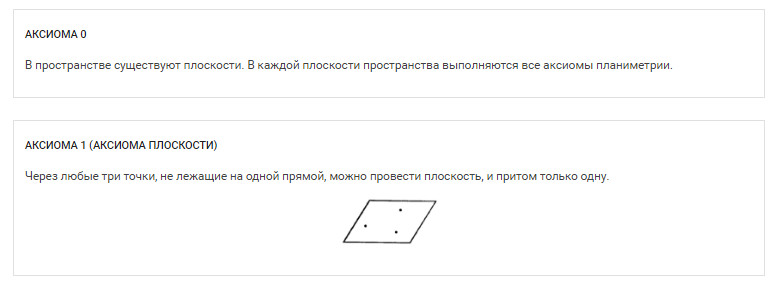 АКСИОМА 0
В пространстве существуют плоскости. В каждой плоскости пространства выполняются все аксиомы планиметрии.
АКСИОМА 1 (АКСИОМА ПЛОСКОСТИ)
Через любые три точки, не лежащие на одной прямой, можно провести плоскость, и притом только одну.